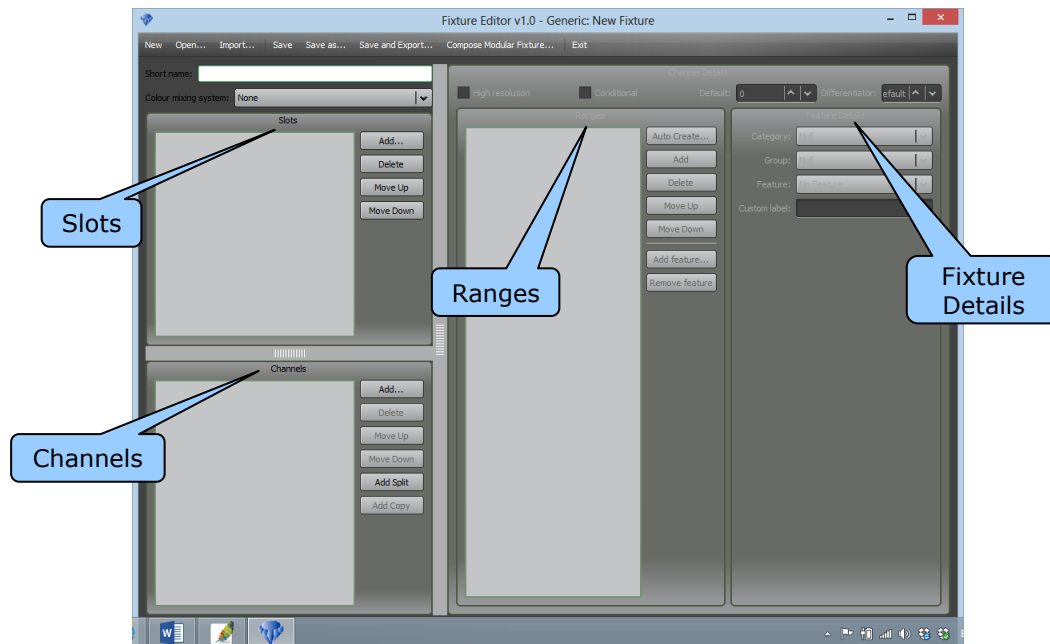 Fixture Editor v1.0 - Generic: New Fixture
New Open... Import... Save Save as... Save and Export... Compose Modular Fixture... Exit
Short name:
Colour mixing system: None
Slots
Add...
Delete
Move Up
Move Down
Slots
Channels
Add...
Delete
Move Up
Move Down
Add Split
Add Copy
Channels
Channel Details
High resolution Conditional Default: 0 Differentiator: efault
Ranges
Auto Create...
Add
Delete
Move Up
Move Down
Add feature...
Remove feature
Ranges
Feature Details
Category: Null
Group: Null
Feature: No Feature
Custom label:
Fixture
Details